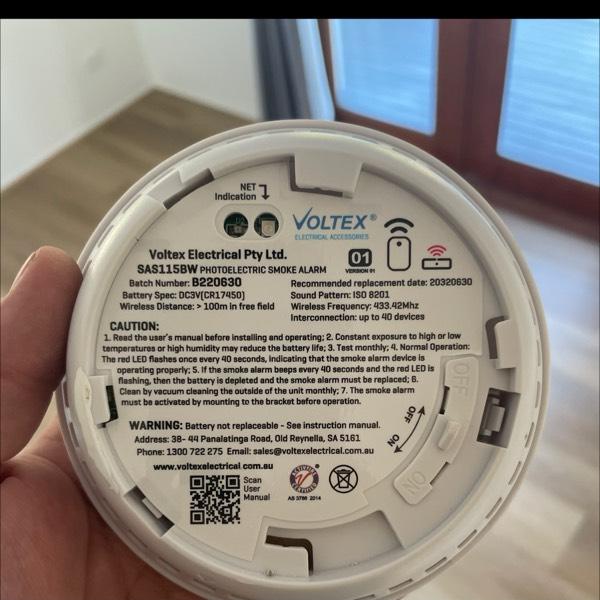 NET
Indication
VOLTEX®
ELECTRICAL ACCESSORIES
Voltex Electrical Pty Ltd.
SAS115BW PHOTOELECTRIC SMOKE ALARM
01
VERSION 01
Batch Number: B220630
Recommended replacement date: 20320630
Battery Spec: DC3V(CR17450)
Sound Pattern: ISO 8201
Wireless Distance: > 100m in free field
Wireless Frequency: 433.42Mhz
Interconnection: up to 40 devices
CAUTION:
1. Read the user's manual before installing and operating; 2. Constant exposure to high or low
temperatures or high humidity may reduce the battery life; 3. Test monthly; 4. Normal Operation:
The red LED flashes once every 40 seconds, indicating that the smoke alarm device is
operating properly; 5. If the smoke alarm beeps every 40 seconds and the red LED is
flashing, then the battery is depleted and the smoke alarm must be replaced; 6.
Clean by vacuum cleaning the outside of the unit monthly; 7. The smoke alarm
must be activated by mounting to the bracket before operation.
OFF
OFF
ON
ON
WARNING: Battery not replaceable - See instruction manual.
Address: 38- 44 Panalatinga Road, Old Reynella, SA 5161
Phone: 1300 722 275 Email: sales@voltexelectrical.com.au
www.voltexelectrical.com.au
Scan
User
Manual
AS 3786 2014